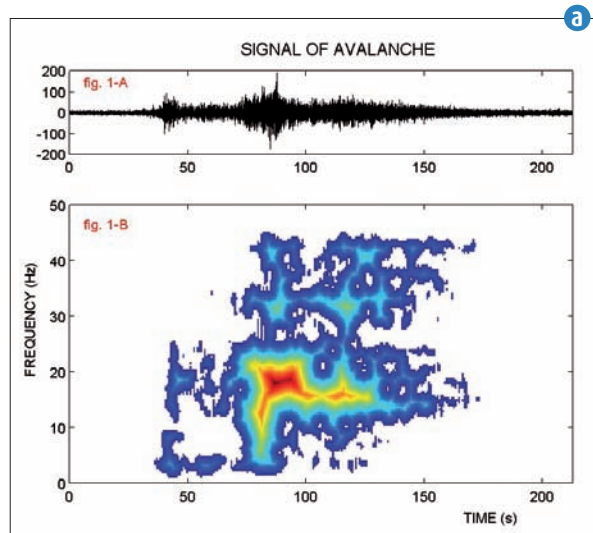 a
SIGNAL OF AVALANCHE
fig. 1-A
200
100
0
-100
-200
0 50 100 150 200
fig. 1-B
FREQUENCY (Hz)
50
40
30
20
10
0
0 50 100 150 200
TIME (s)